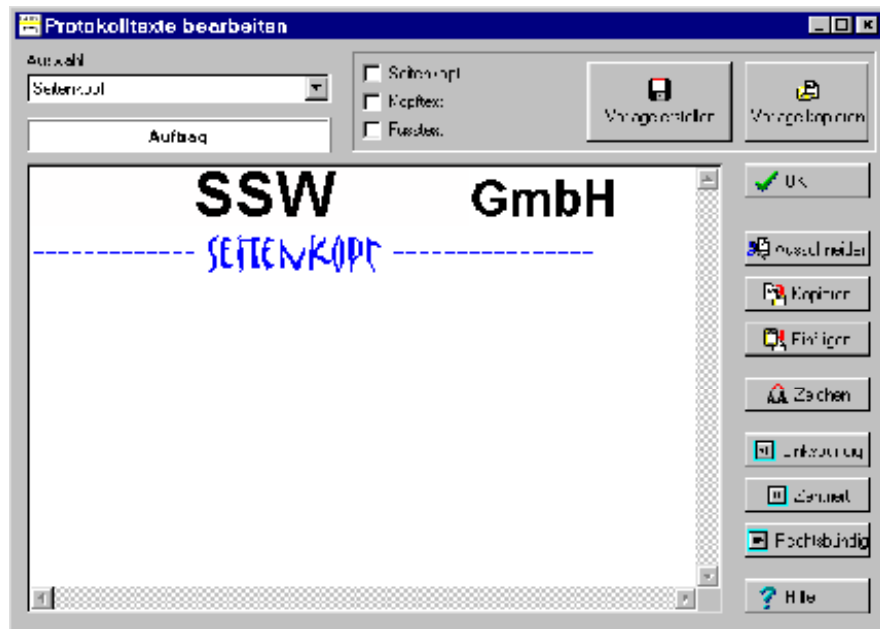 Protokolltexte bearbeiten
Auswahl
Seitenkopf
Auftrag
Seitenkopf
Kopftext
Fusstext
Vorlage erstellen
Vorlage kopieren
SSW GmbH
------------ SEITENKOPF ---------------
OK
Ausschneiden
Kopieren
Einfügen
Zeichen
Linksbündig
Zentriert
Rechtsbündig
Hilfe